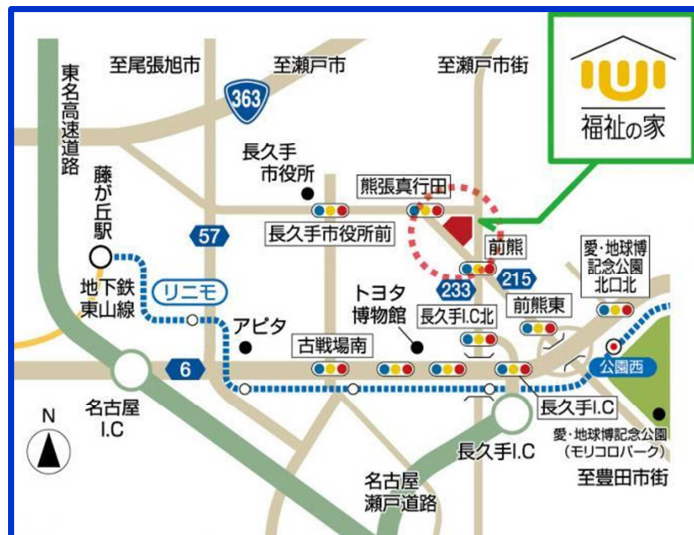 至尾張旭市
至瀬戸市
至瀬戸市街
福祉の家
363
東名高速道路
長久手
市役所
熊張真行田
藤が丘駅
57
長久手市役所前
前熊
愛・地球博
記念公園
北口北
地下鉄
東山線
リニモ
233
215
トヨタ
博物館
長久手I.C北
前熊東
アピタ
古戦場南
6
公園西
名古屋
I.C
長久手I.C
N
長久手I.C
愛・地球博記念公園
（モリコロパーク）
名古屋
瀬戸道路
至豊田市街